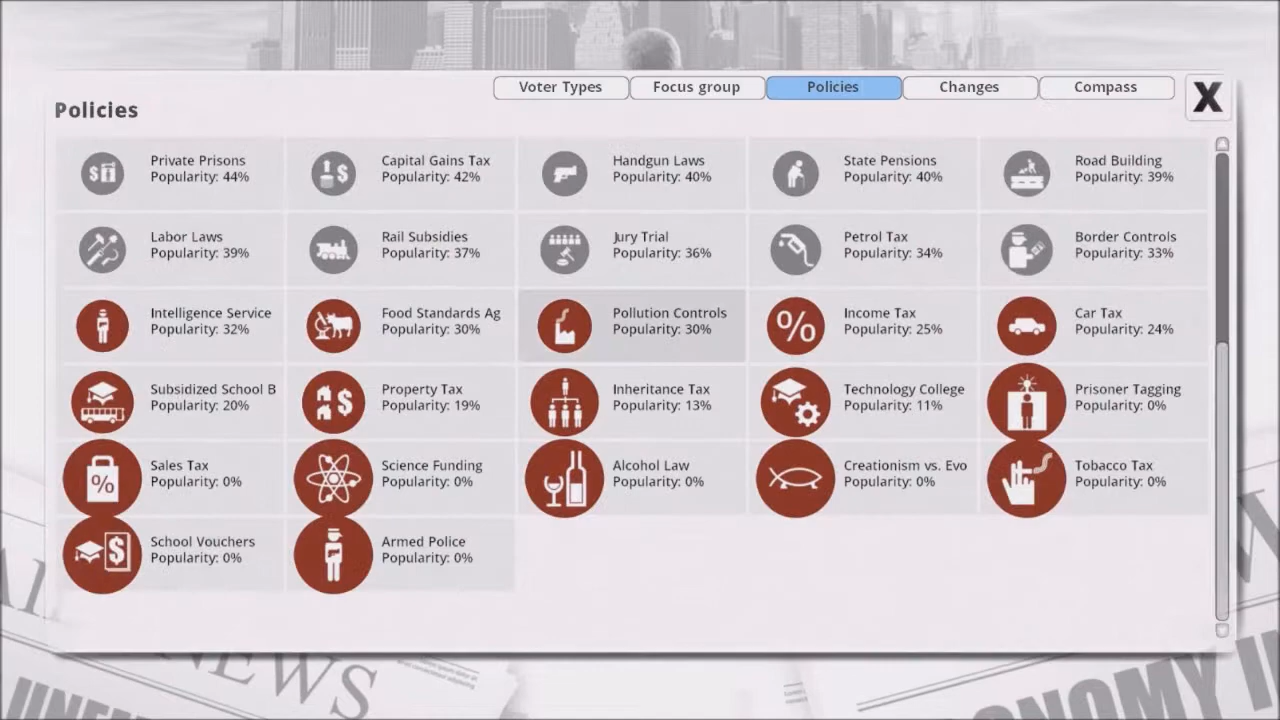 Voter Types
Focus group
Policies
Changes
Compass
X
Policies
Private Prisons
Popularity: 44%
Capital Gains Tax
Popularity: 42%
Handgun Laws
Popularity: 40%
State Pensions
Popularity: 40%
Road Building
Popularity: 39%
Labor Laws
Popularity: 39%
Rail Subsidies
Popularity: 37%
Jury Trial
Popularity: 36%
Petrol Tax
Popularity: 34%
Border Controls
Popularity: 33%
Intelligence Service
Popularity: 32%
Food Standards Ag
Popularity: 30%
Pollution Controls
Popularity: 30%
Income Tax
Popularity: 25%
Car Tax
Popularity: 24%
Subsidized School B
Popularity: 20%
Property Tax
Popularity: 19%
Inheritance Tax
Popularity: 13%
Technology College
Popularity: 11%
Prisoner Tagging
Popularity: 0%
Sales Tax
Popularity: 0%
Science Funding
Popularity: 0%
Alcohol Law
Popularity: 0%
Creationism vs. Evo
Popularity: 0%
Tobacco Tax
Popularity: 0%
School Vouchers
Popularity: 0%
Armed Police
Popularity: 0%
NEWS